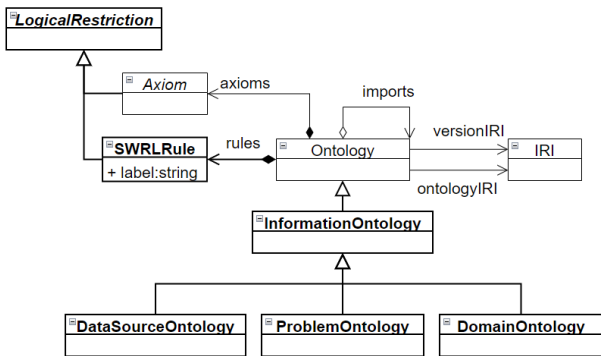 LogicalRestriction
Axiom
axioms
imports
versionIRI
SWRLRule
rules
Ontology
IRI
+ label:string
ontologyIRI
InformationOntology
DataSourceOntology
ProblemOntology
DomainOntology